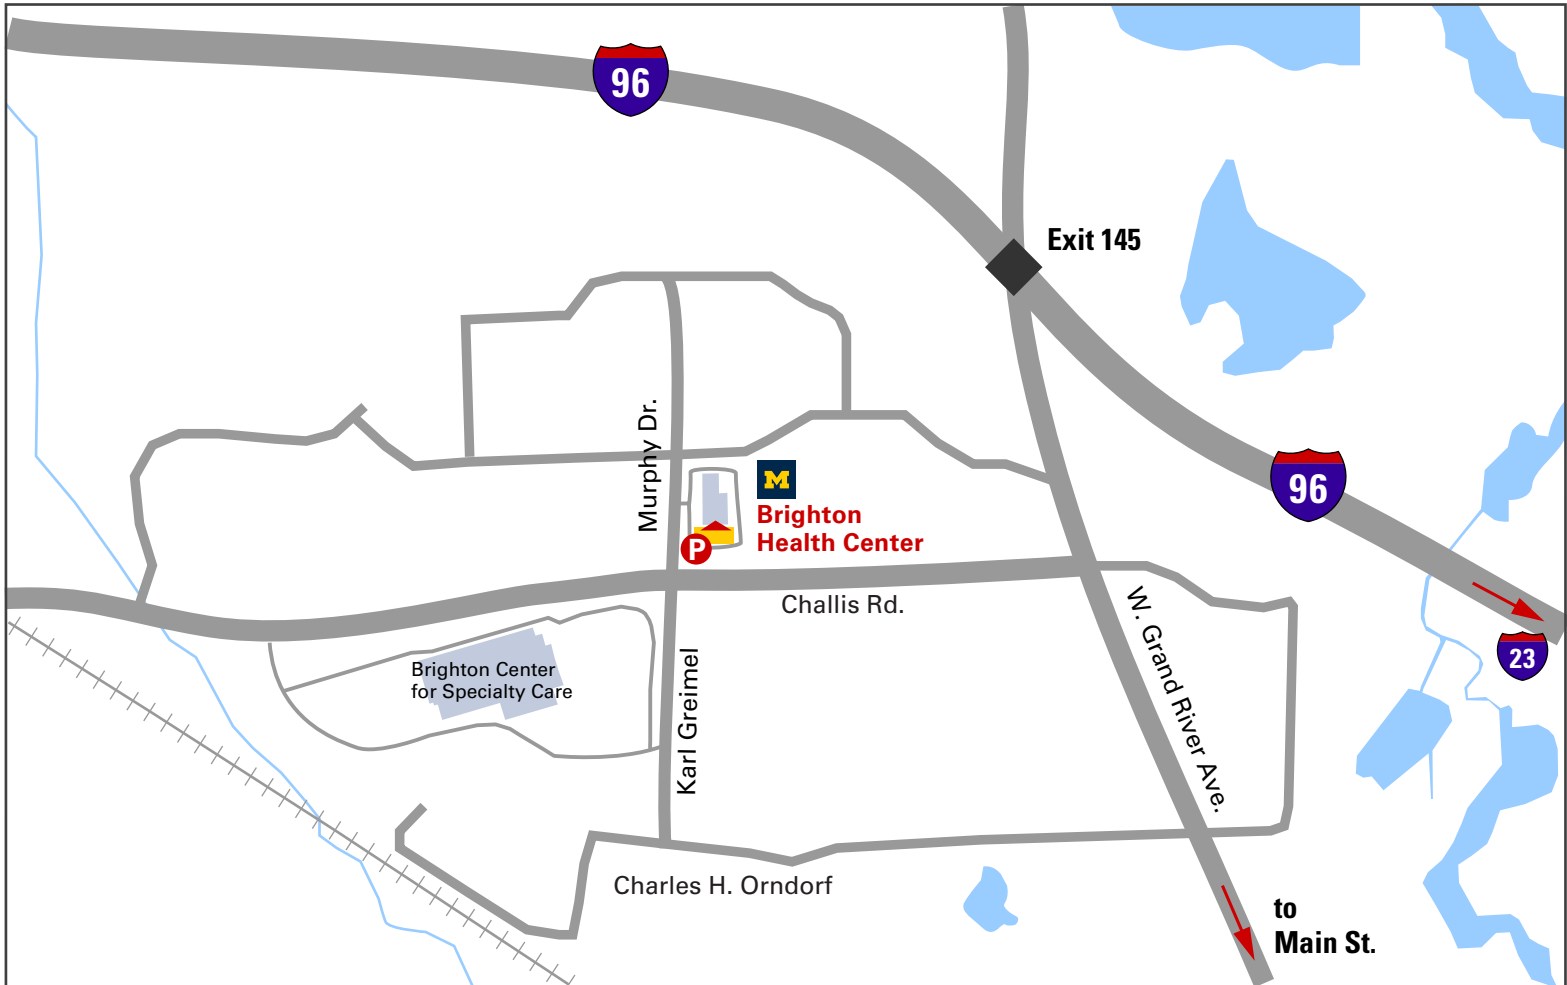 96
Exit 145
Murphy Dr.
M
Brighton
Health Center
P
96
Challis Rd.
W. Grand River Ave.
23
Brighton Center
for Specialty Care
Karl Greimel
Charles H. Orndorf
to
Main St.